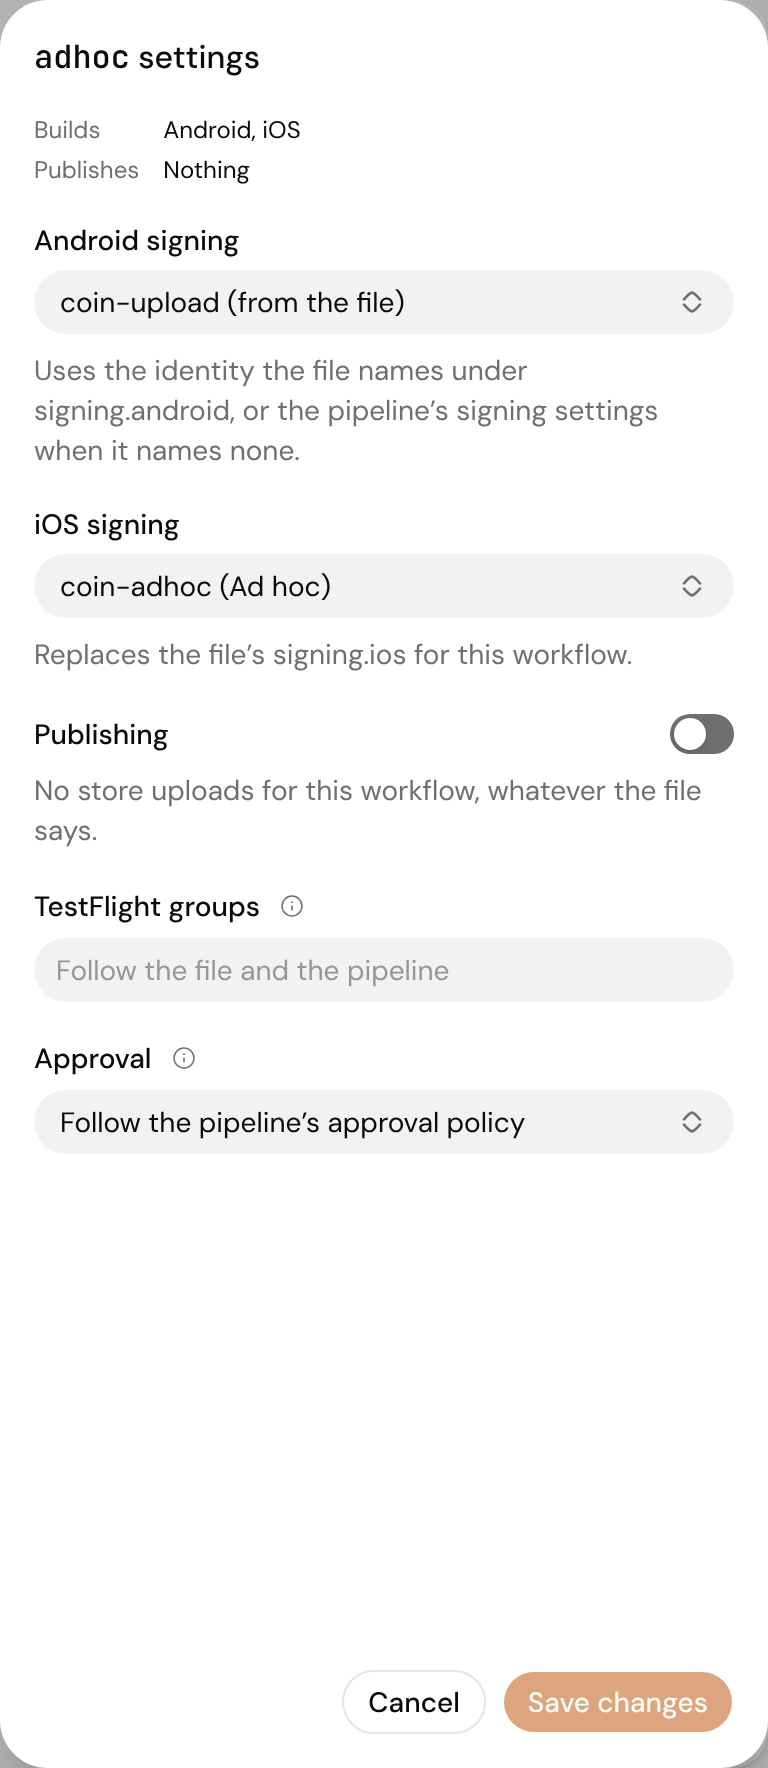 adhoc settings
Builds Android, iOS
Publishes Nothing
Android signing
coin-upload (from the file)
Uses the identity the file names under
signing.android, or the pipeline’s signing settings
when it names none.
iOS signing
coin-adhoc (Ad hoc)
Replaces the file’s signing.ios for this workflow.
Publishing
No store uploads for this workflow, whatever the file
says.
TestFlight groups
Follow the file and the pipeline
Approval
Follow the pipeline’s approval policy
Cancel Save changes